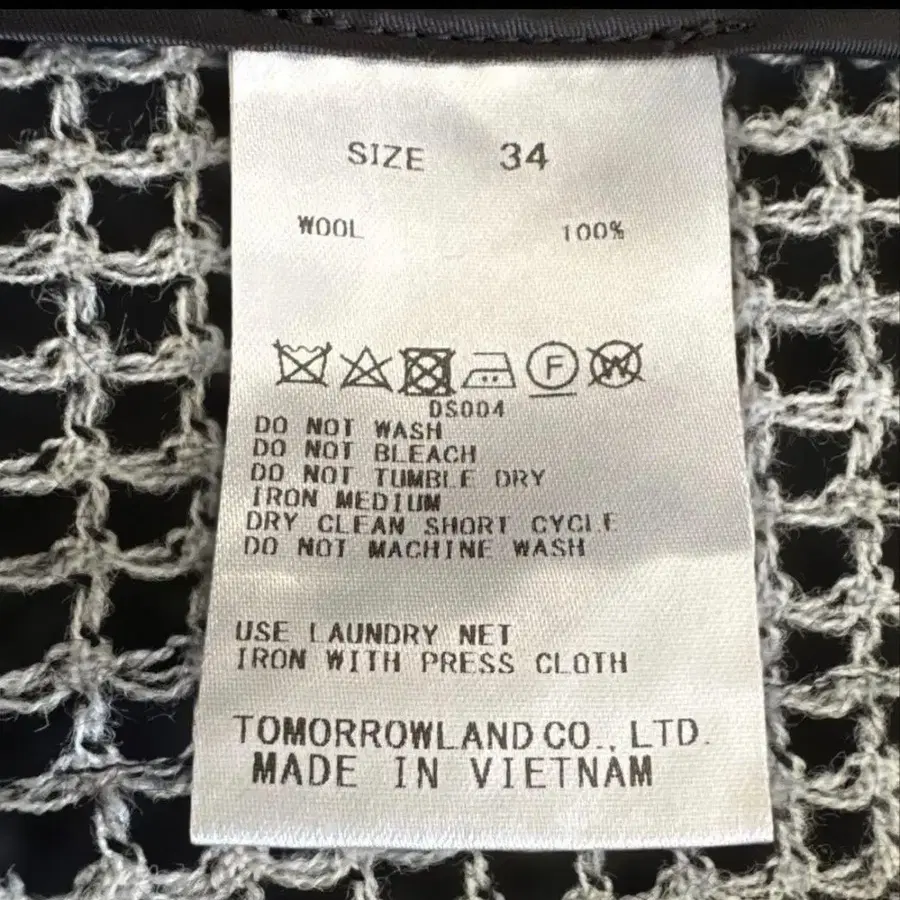 SIZE 34
WOOL 100%
F W
DS004
DO NOT WASH
DO NOT BLEACH
DO NOT TUMBLE DRY
IRON MEDIUM
DRY CLEAN SHORT CYCLE
DO NOT MACHINE WASH
USE LAUNDRY NET
IRON WITH PRESS CLOTH
TOMORROWLAND CO., LTD.
MADE IN VIETNAM